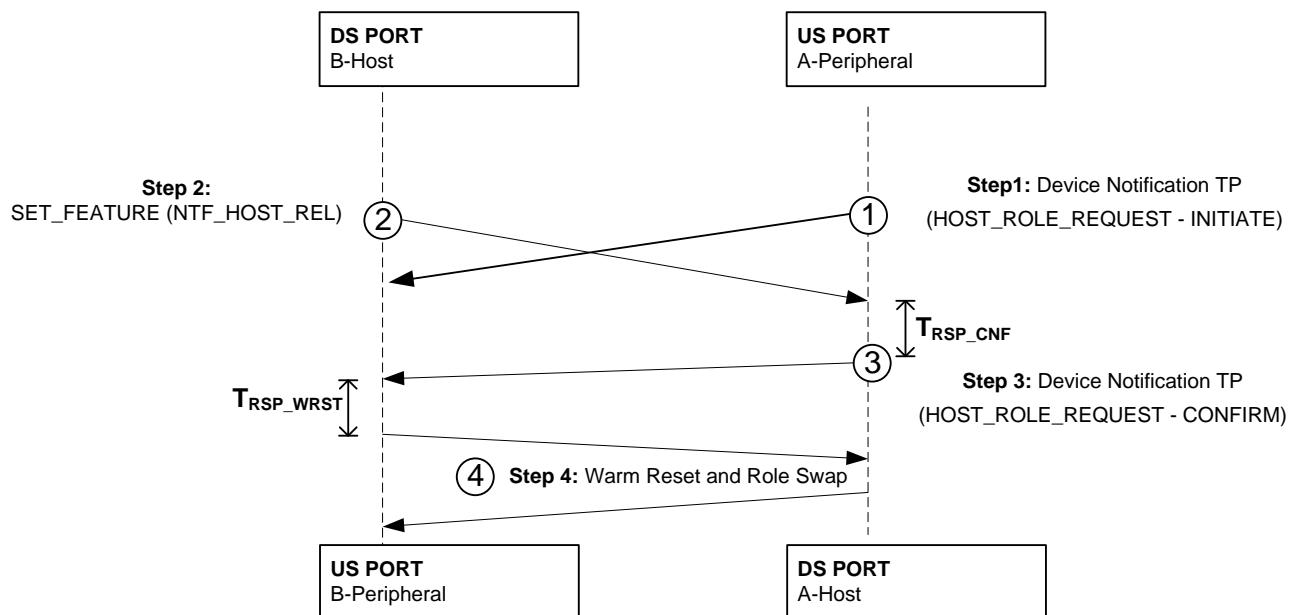 DS PORT
B-Host
US PORT
A-Peripheral
Step 2:
SET_FEATURE (NTF_HOST_REL)
2
1
Step1: Device Notification TP
(HOST_ROLE_REQUEST - INITIATE)
TRSP_CNF
3
Step 3: Device Notification TP
(HOST_ROLE_REQUEST - CONFIRM)
TRSP_WRST
4 Step 4: Warm Reset and Role Swap
US PORT
B-Peripheral
DS PORT
A-Host